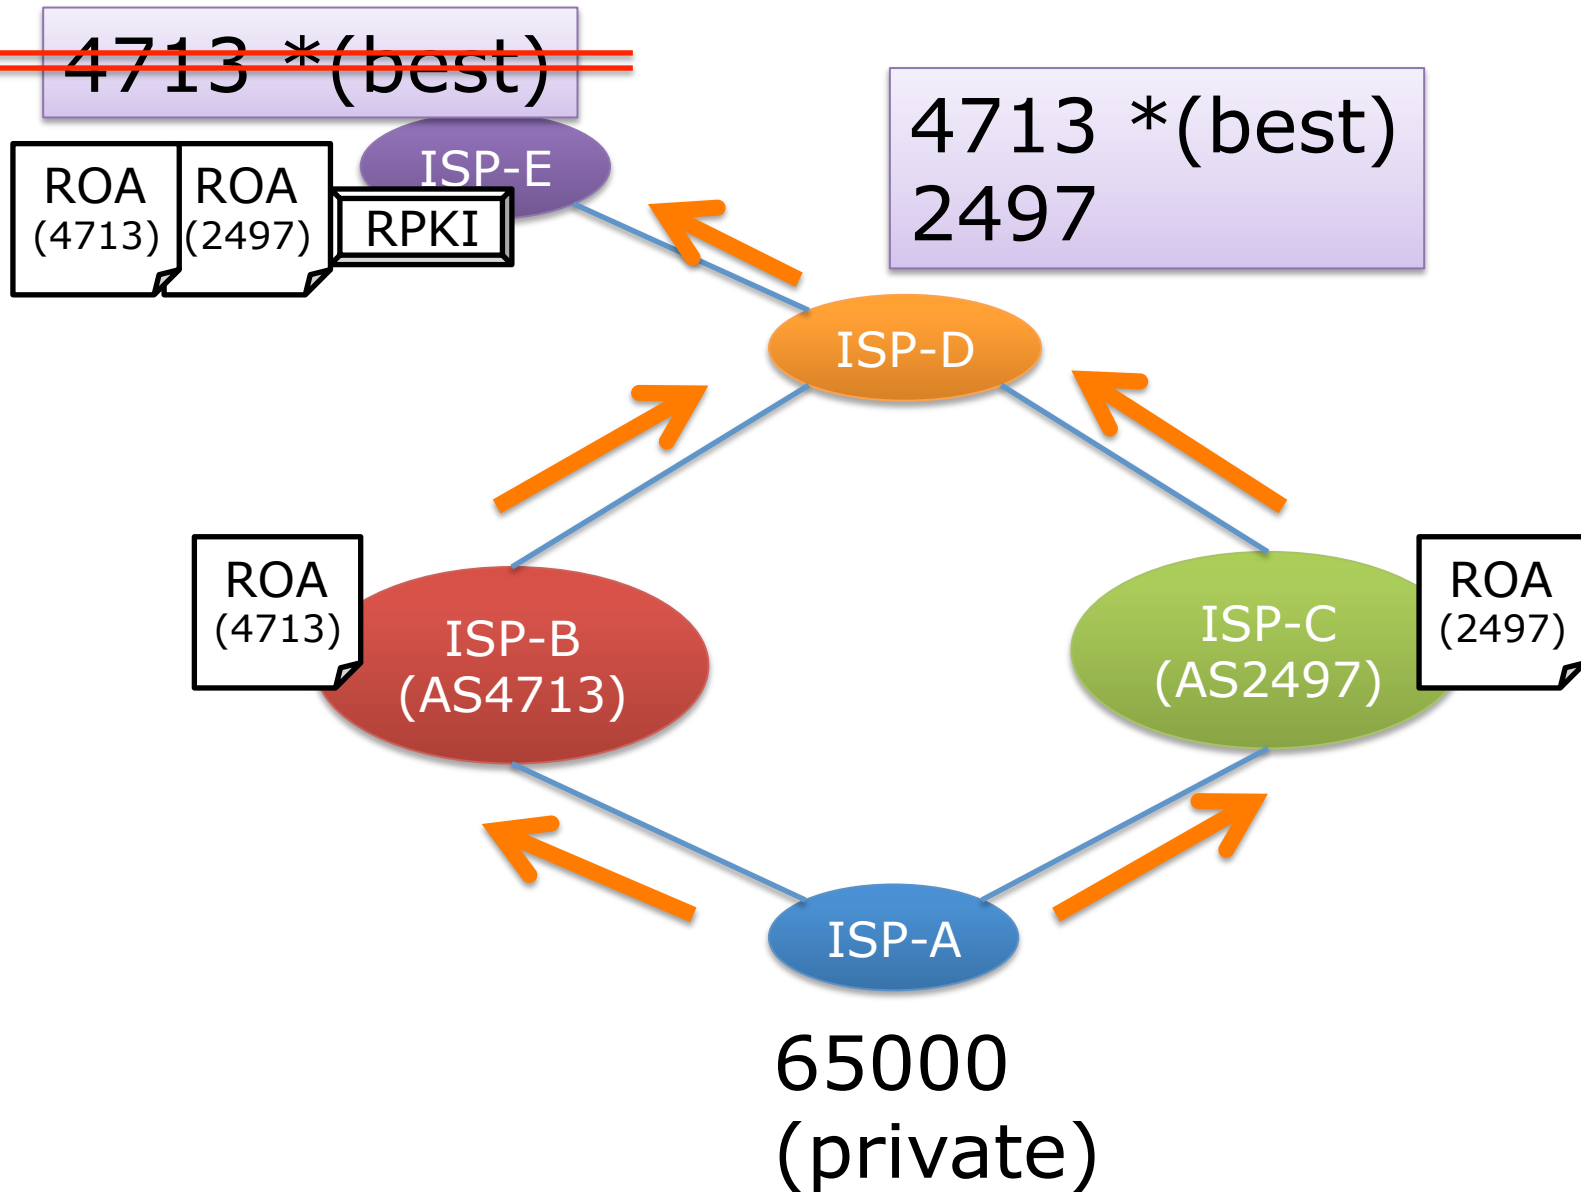 4713 *(best)
4713 *(best)
2497
ISP-E
ROA
(4713)
ROA
(2497)
RPKI
ISP-D
ROA
(4713)
ISP-B
(AS4713)
ISP-C
(AS2497)
ROA
(2497)
ISP-A
65000
(private)